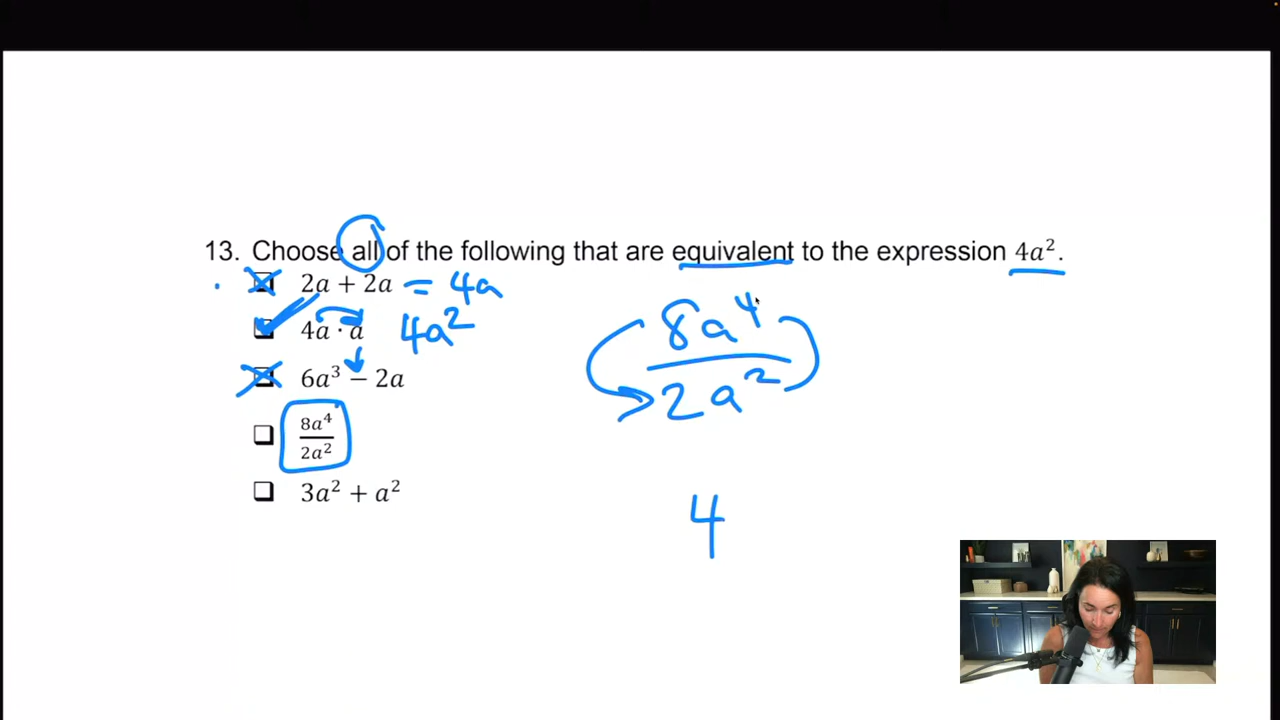 13. Choose all of the following that are equivalent to the expression 4a².
☐ 2a + 2a = 4a
☐ 4a · a 4a²
☐ 6a³ − 2a
☐ 8a⁴/2a²
☐ 3a² + a²
8a⁴
2a²
4